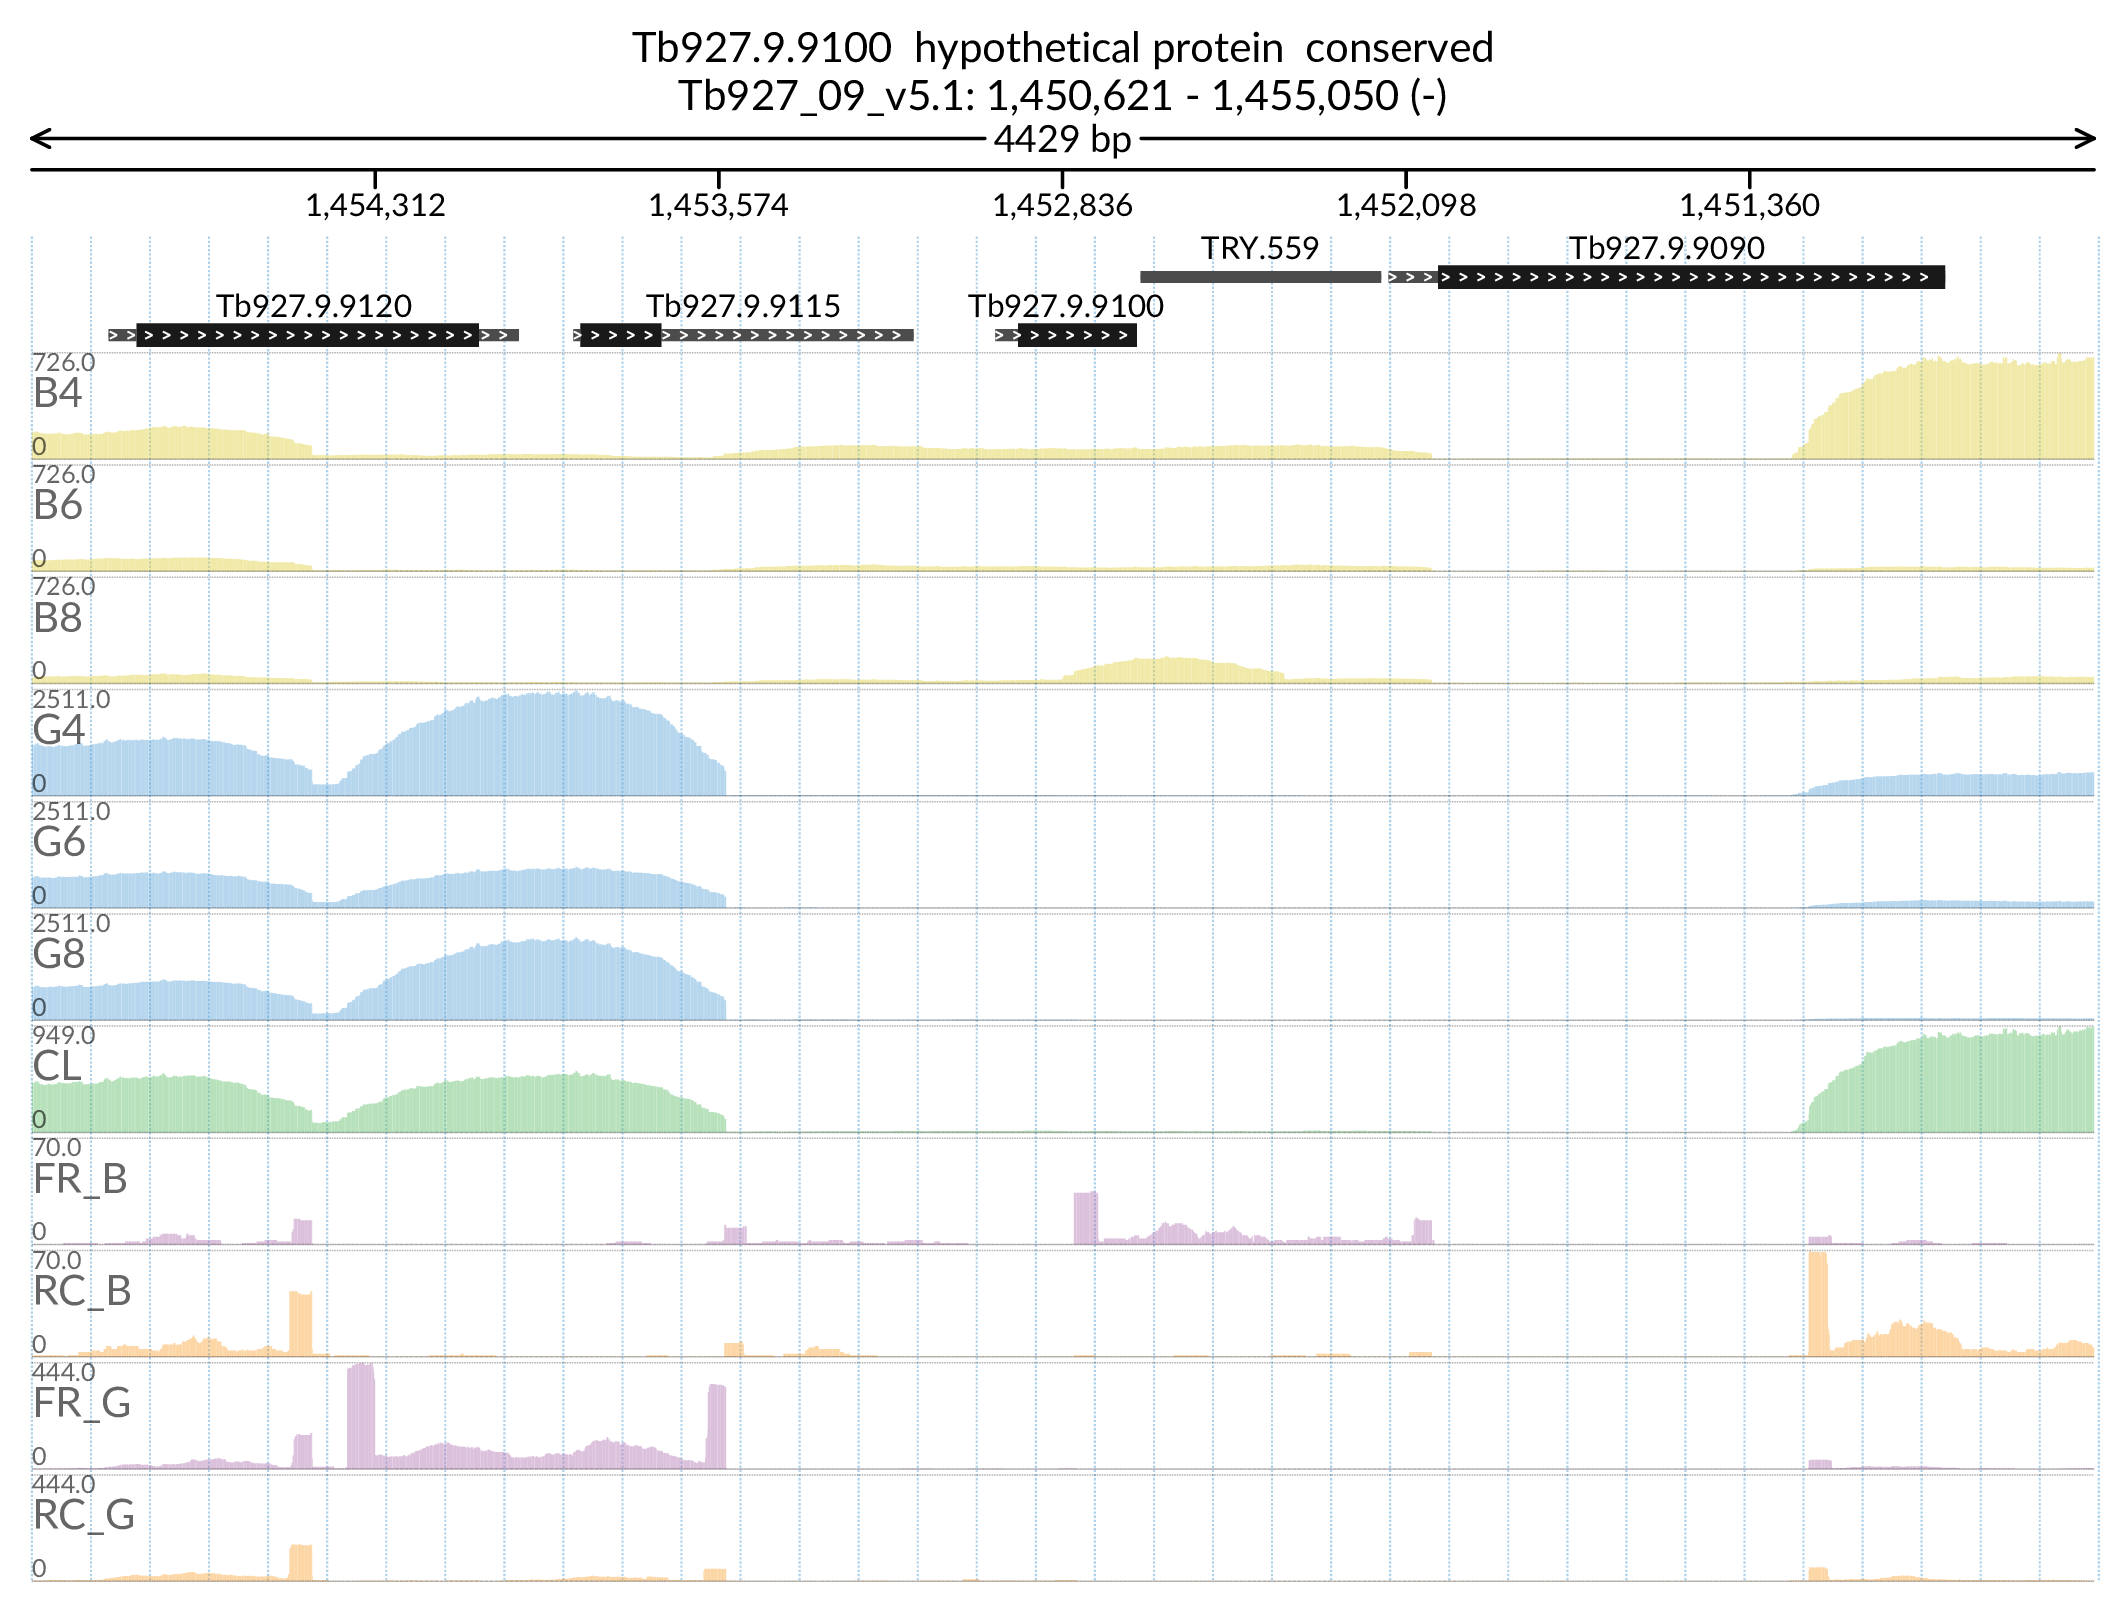 Tb927.9.9100  hypothetical protein  conserved
Tb927_09_v5.1: 1,450,621 - 1,455,050 (-)
4429 bp
1,454,312 1,453,574 1,452,836 1,452,098 1,451,360
TRY.559 Tb927.9.9090
Tb927.9.9120 Tb927.9.9115 Tb927.9.9100
726.0
B4
0
726.0
B6
0
726.0
B8
0
2511.0
G4
0
2511.0
G6
0
2511.0
G8
0
949.0
CL
0
70.0
FR_B
0
70.0
RC_B
0
444.0
FR_G
0
444.0
RC_G
0